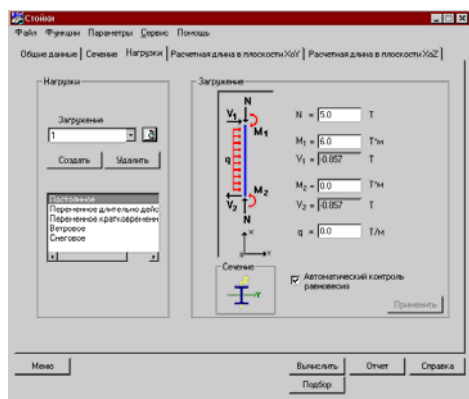 Стойки
Файл Функции Параметры Сервис Помощь
Общие данные Сечение Нагрузки Расчетная длина в плоскости XoY Расчетная длина в плоскости XoZ
Нагрузки
Загружение
1
Создать Удалить
Постоянное
Переменное длительно дейс
Переменное кратковременн
Ветровое
Снеговое
Загружение
N
V1
M1
q
M2
V2
N
X
Y
N = 5.0 Т
M1 = 6.0 Т*м
V1 = -0.857 Т
M2 = 0.0 Т*м
V2 = -0.857 Т
q = 0.0 Т/м
Сечение
Y
Автоматический контроль
равновесия
Применить
Меню Вычислить Отчет Справка
Подбор